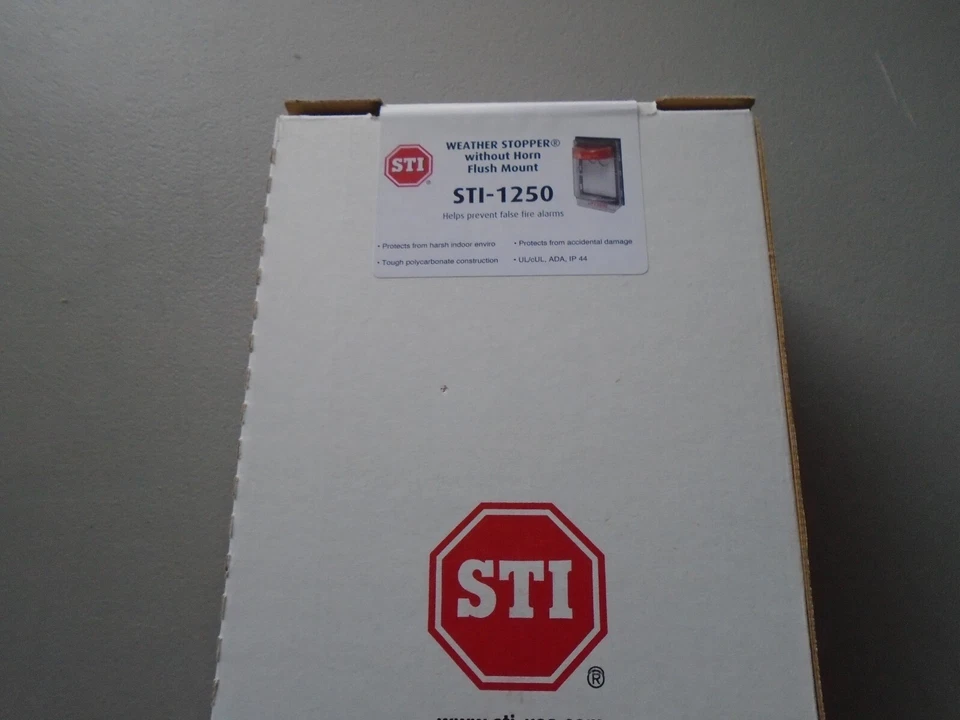 WEATHER STOPPER®
without Horn
Flush Mount
STI®
STI-1250
Helps prevent false fire alarms
• Protects from harsh indoor enviro
• Protects from accidental damage
• Tough polycarbonate construction
• UL/cUL, ADA, IP 44
STI
®